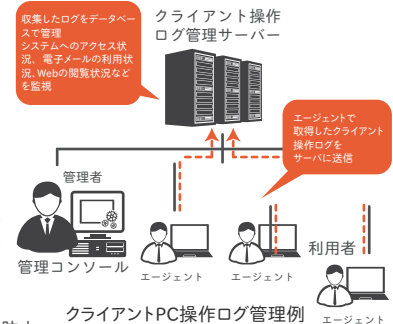 収集したログをデータベー
スで管理
システムへのアクセス状
況、電子メールの利用状
況、Webの閲覧状況など
を監視
クライアント操作
ログ管理サーバー
エージェントで
取得したクライアント
操作ログを
サーバに送信
管理者
管理コンソール
エージェント
エージェント
利用者
エージェント
クライアントPC操作ログ管理例